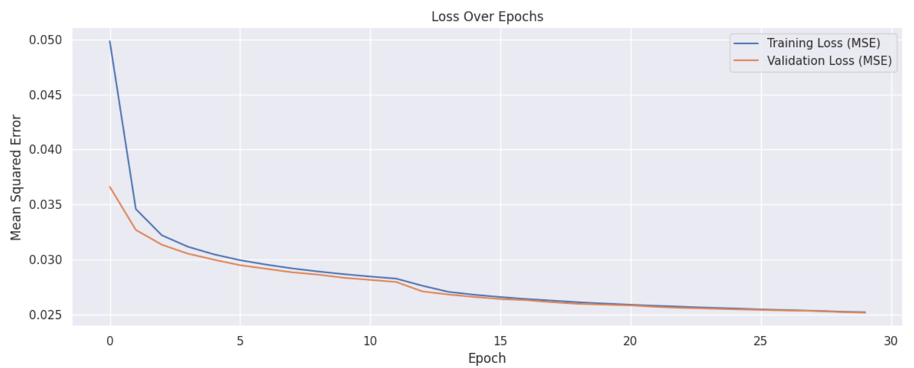 Loss Over Epochs
Training Loss (MSE)
Validation Loss (MSE)
Mean Squared Error
0.050
0.045
0.040
0.035
0.030
0.025
0 5 10 15 20 25 30
Epoch